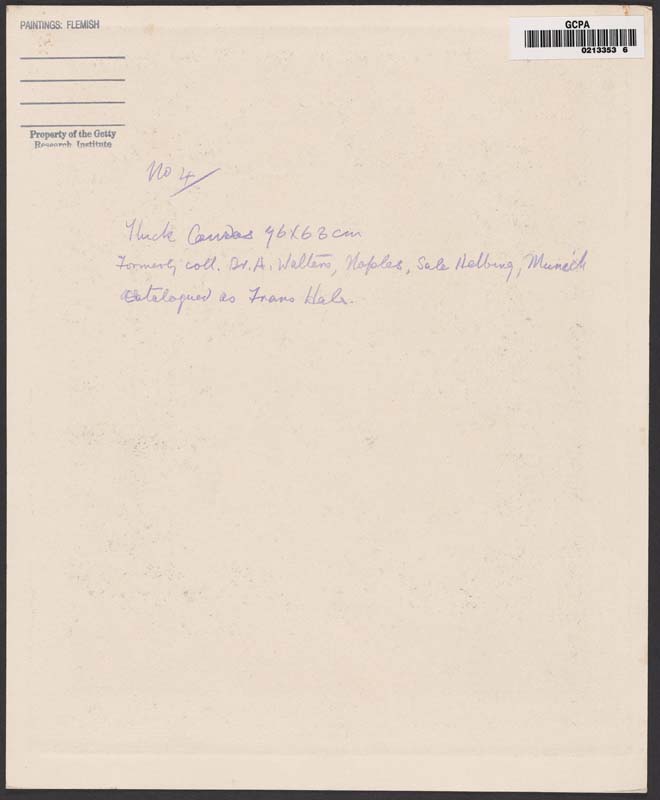 PAINTINGS: FLEMISH
GCPA
0213353 6
Property of the Getty
Research Institute
No 4
Thick Canvas 76X63 cm
Formerly coll. Dr. A. Walters, Naples, Sale Helbing, Munich
Catalogued as Frans Hals.